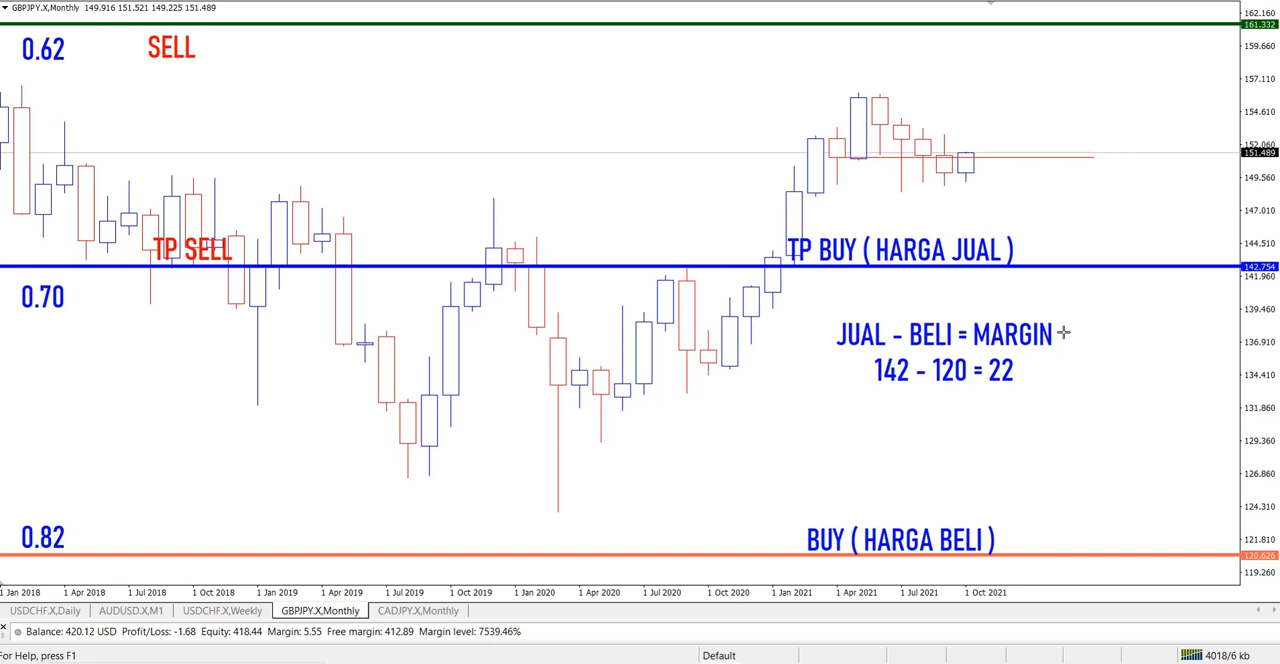 GBPJPY.X,Monthly 149.916 151.521 149.225 151.489
162.160
161.332
0.62
SELL
159.660
157.110
154.610
152.060
151.489
149.560
147.010
TP SELL
TP BUY ( HARGA JUAL )
144.510
142.754
0.70
141.960
139.460
JUAL - BELI = MARGIN
136.910
142 - 120 = 22
134.410
131.860
129.360
126.860
124.310
0.82
BUY ( HARGA BELI )
121.810
120.626
119.260
1 Jan 2018 1 Apr 2018 1 Jul 2018 1 Oct 2018 1 Jan 2019 1 Apr 2019 1 Jul 2019 1 Oct 2019 1 Jan 2020 1 Apr 2020 1 Jul 2020 1 Oct 2020 1 Jan 2021 1 Apr 2021 1 Jul 2021 1 Oct 2021
USDCHF.X,Daily AUDUSD.X,M1 USDCHF.X,Weekly GBPJPY.X,Monthly CADJPY.X,Monthly
Balance: 420.12 USD Profit/Loss: -1.68 Equity: 418.44 Margin: 5.55 Free margin: 412.89 Margin level: 7539.46%
For Help, press F1 Default 4018/6 kb